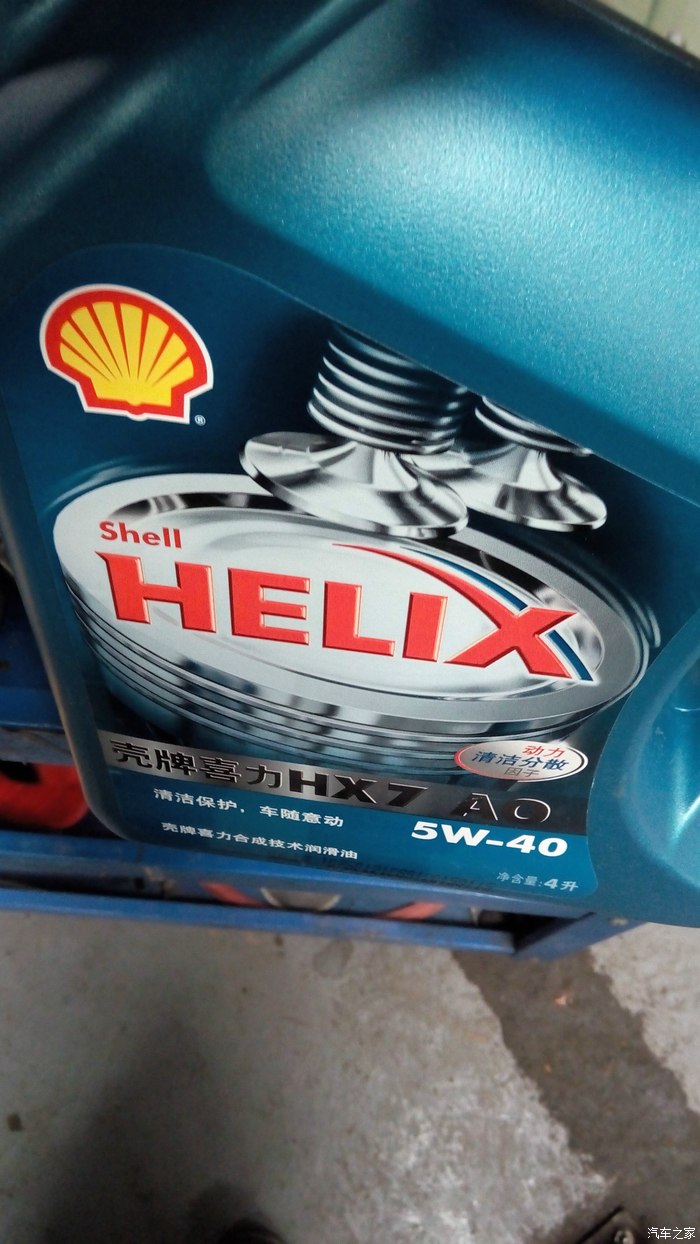 ®
Shell
HELIX
壳牌喜力HX7 AO
动力
清洁分散
因子
清洁保护，车随意动
5W-40
壳牌喜力合成技术润滑油
净含量:4升
汽车之家